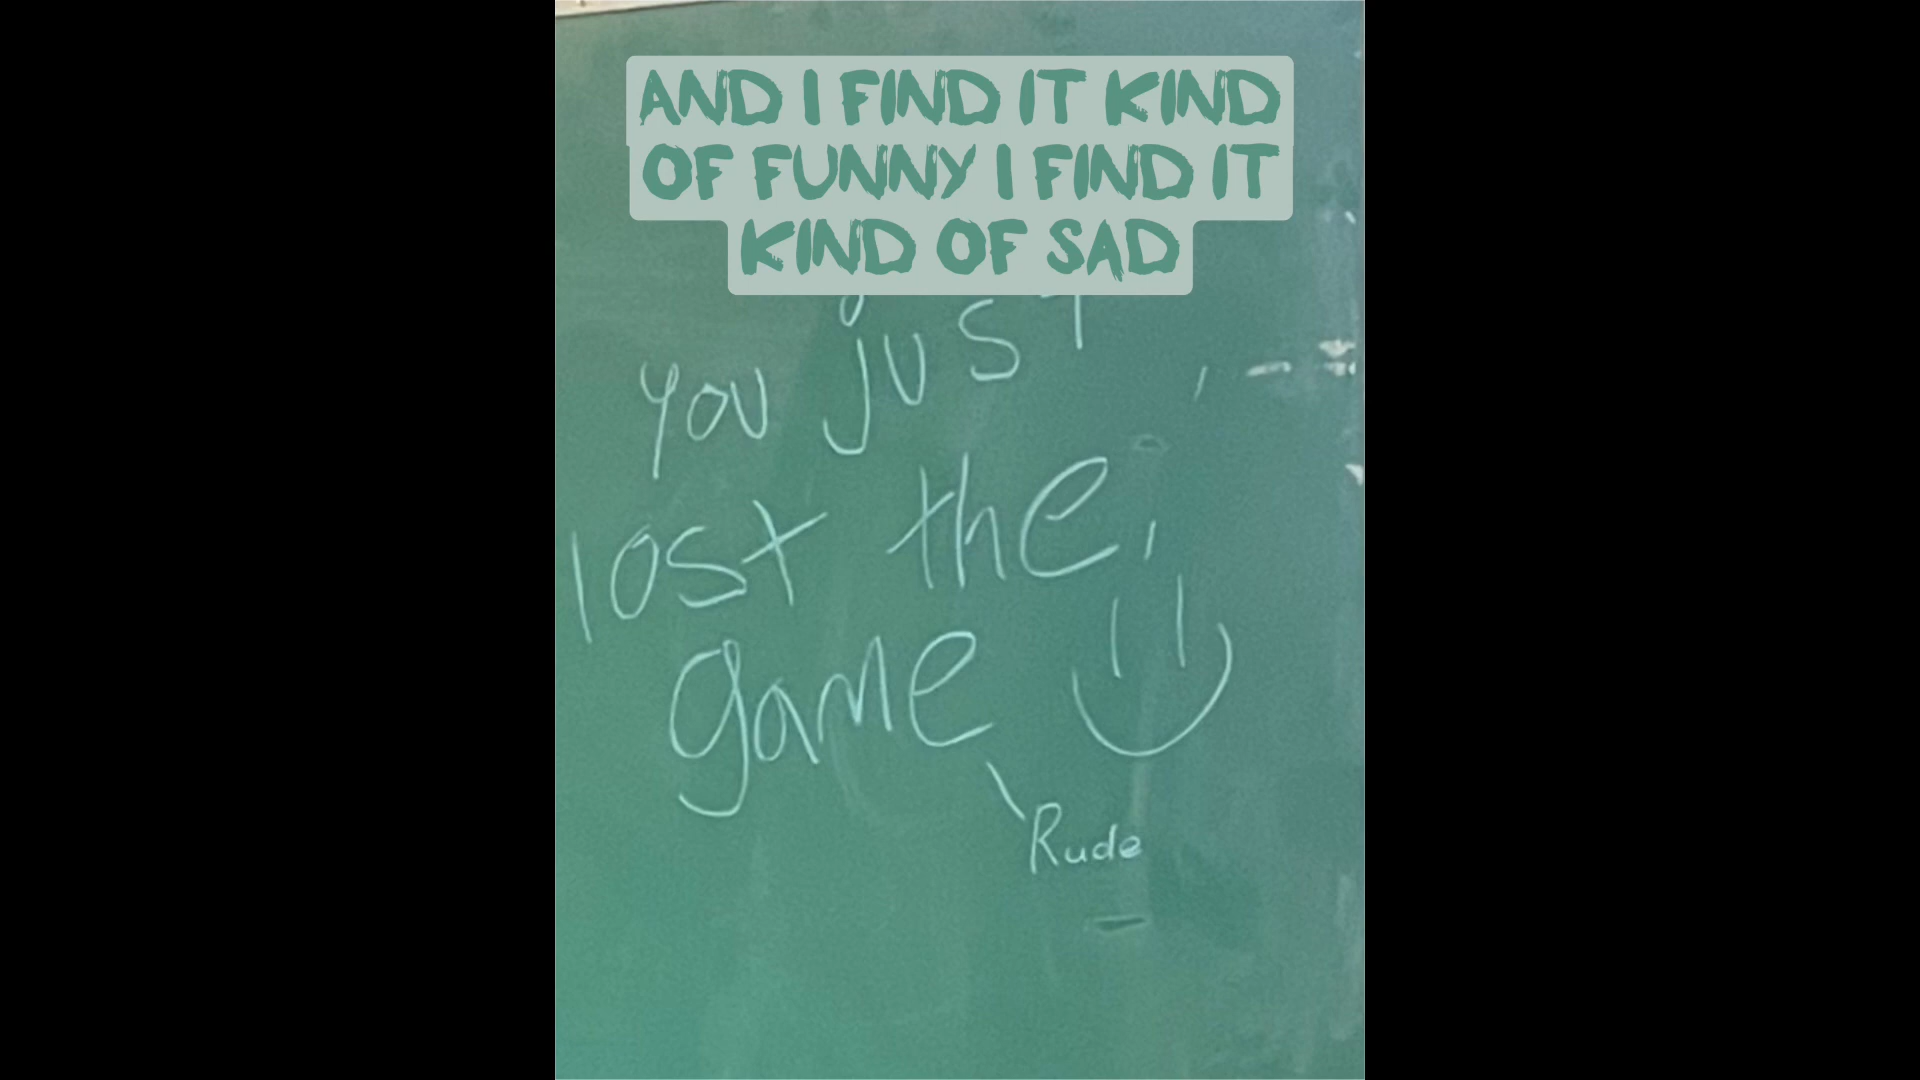 AND I FIND IT KIND
OF FUNNY I FIND IT
KIND OF SAD
you just
lost the
game
Rude